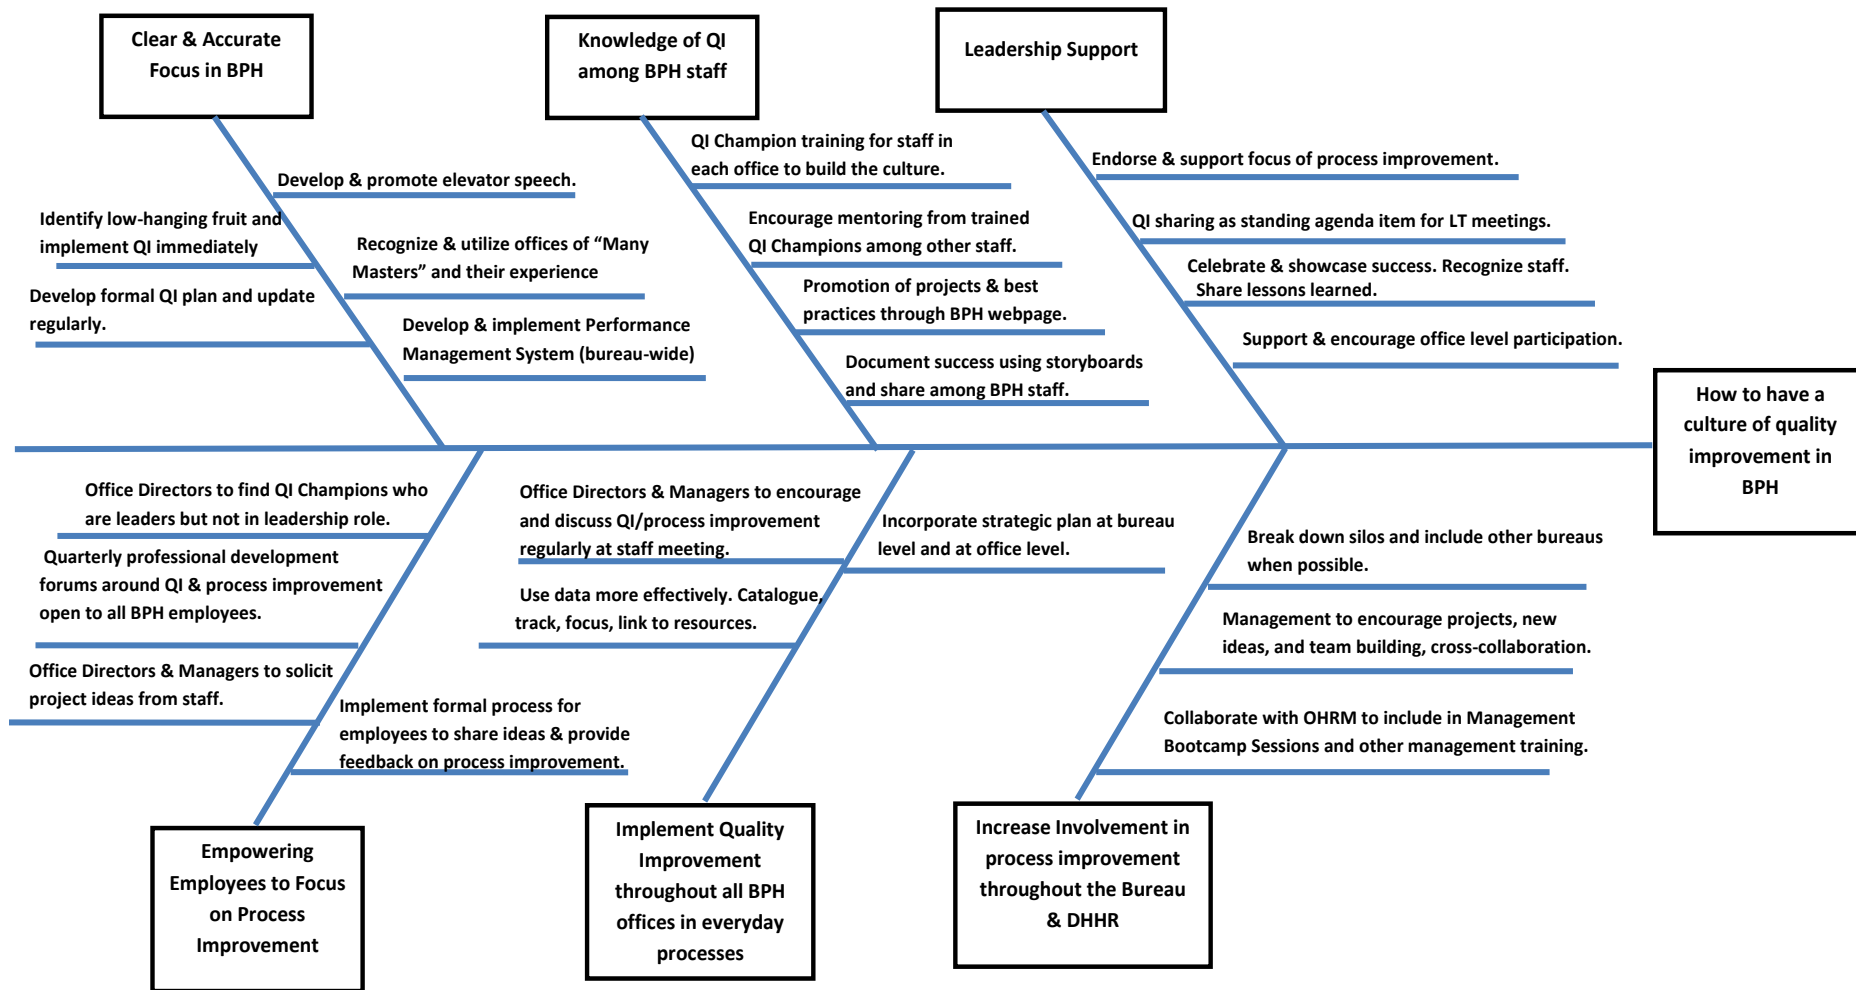 Clear & Accurate
Focus in BPH
Knowledge of QI
among BPH staff
Leadership Support
Develop & promote elevator speech.
Identify low-hanging fruit and
implement QI immediately
Recognize & utilize offices of “Many
Masters” and their experience
Develop formal QI plan and update
regularly.
Develop & implement Performance
Management System (bureau-wide)
QI Champion training for staff in
each office to build the culture.
Encourage mentoring from trained
QI Champions among other staff.
Promotion of projects & best
practices through BPH webpage.
Document success using storyboards
and share among BPH staff.
Endorse & support focus of process improvement.
QI sharing as standing agenda item for LT meetings.
Celebrate & showcase success. Recognize staff.
Share lessons learned.
Support & encourage office level participation.
How to have a
culture of quality
improvement in
BPH
Office Directors to find QI Champions who
are leaders but not in leadership role.
Quarterly professional development
forums around QI & process improvement
open to all BPH employees.
Office Directors & Managers to solicit
project ideas from staff.
Implement formal process for
employees to share ideas & provide
feedback on process improvement.
Office Directors & Managers to encourage
and discuss QI/process improvement
regularly at staff meeting.
Use data more effectively. Catalogue,
track, focus, link to resources.
Incorporate strategic plan at bureau
level and at office level.
Break down silos and include other bureaus
when possible.
Management to encourage projects, new
ideas, and team building, cross-collaboration.
Collaborate with OHRM to include in Management
Bootcamp Sessions and other management training.
Empowering
Employees to Focus
on Process
Improvement
Implement Quality
Improvement
throughout all BPH
offices in everyday
processes
Increase Involvement in
process improvement
throughout the Bureau
& DHHR